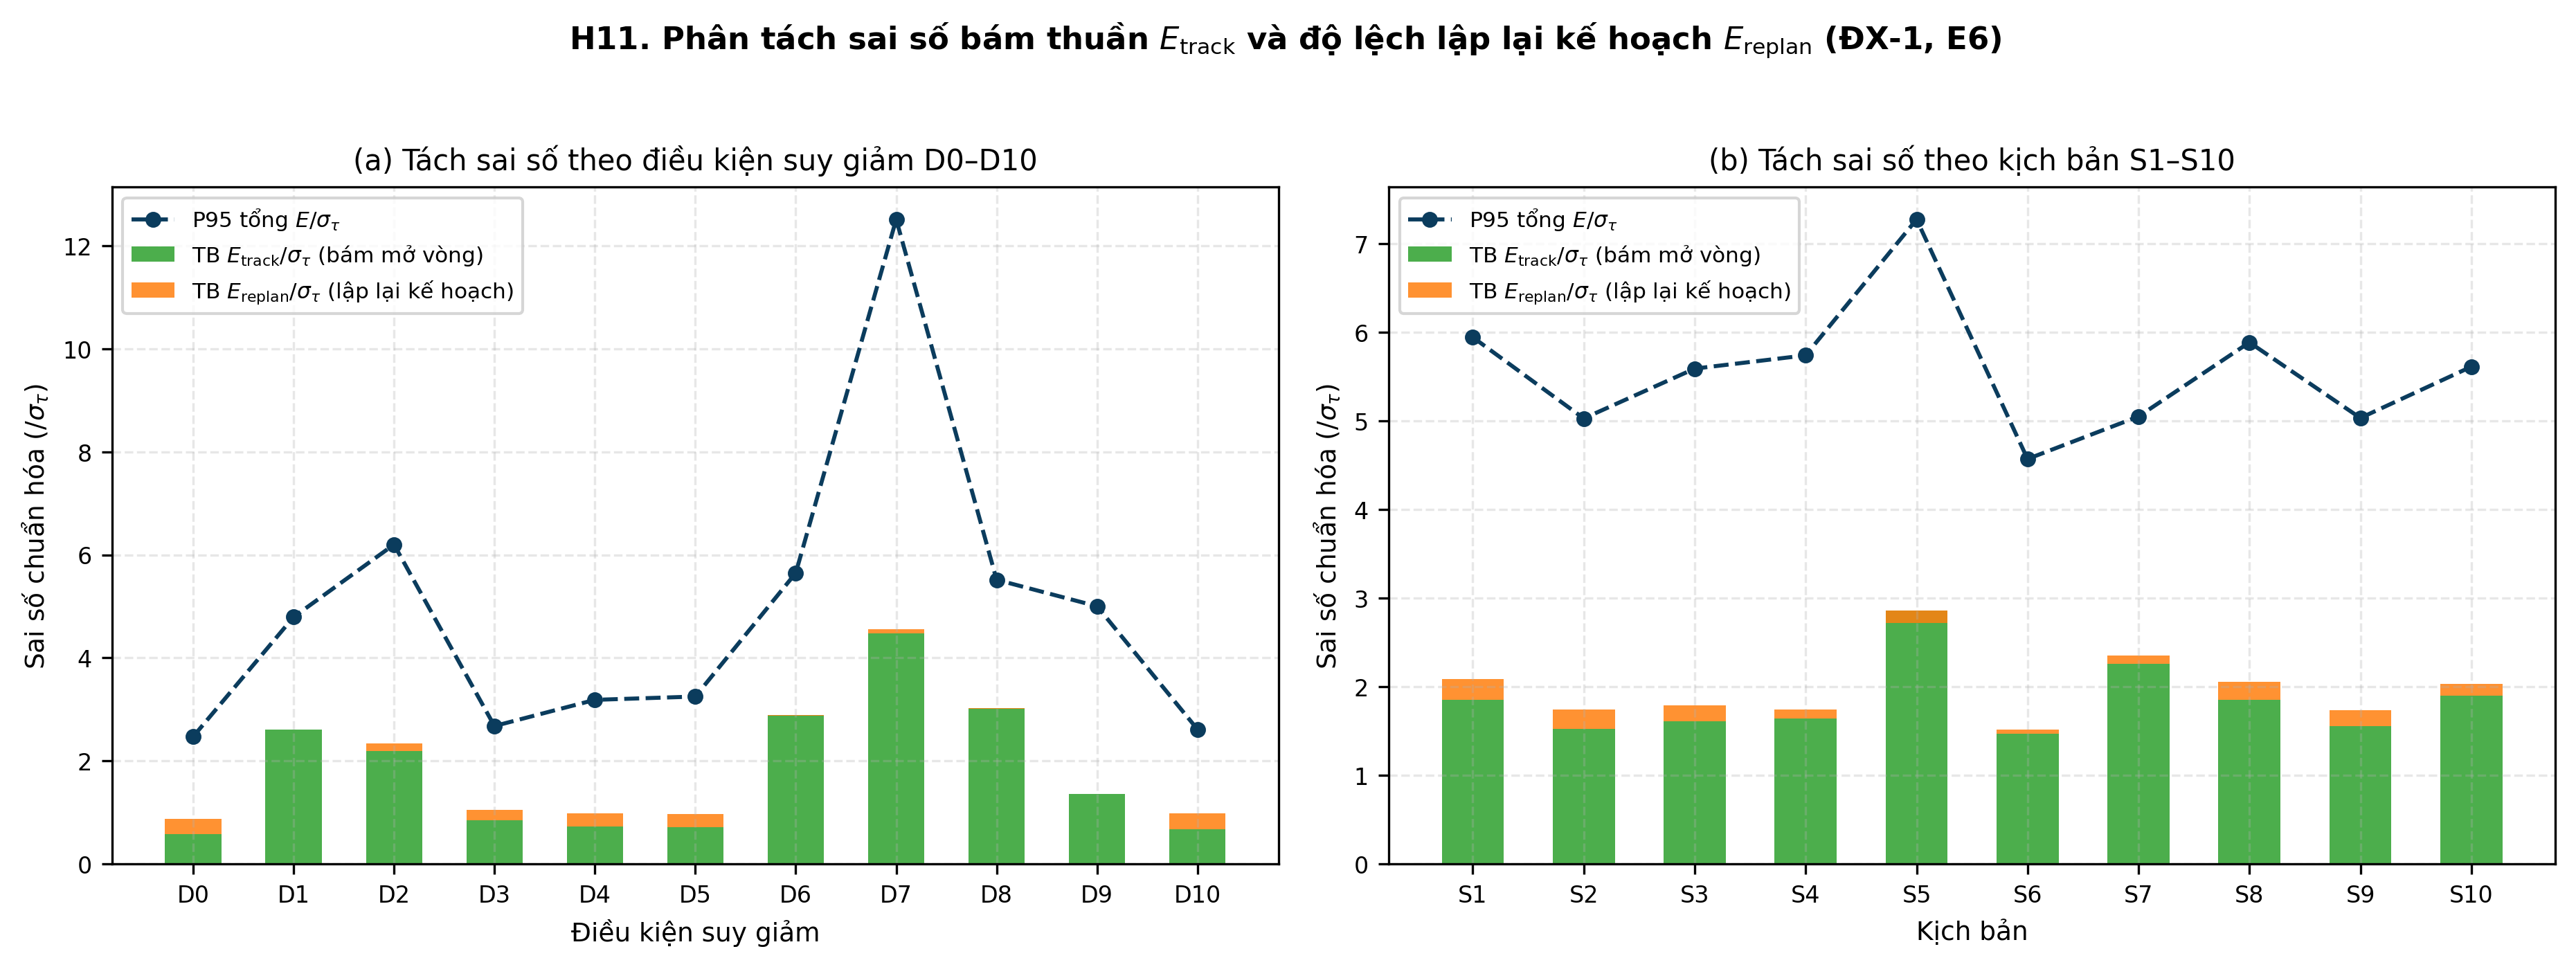 H11. Phân tách sai số bám thuần E_track và độ lệch lập lại kế hoạch E_replan (ĐX-1, E6)
(a) Tách sai số theo điều kiện suy giảm D0–D10
P95 tổng E/σ_τ
TB E_track/σ_τ (bám mở vòng)
TB E_replan/σ_τ (lập lại kế hoạch)
Sai số chuẩn hóa (/σ_τ)
12
10
8
6
4
2
0
D0 D1 D2 D3 D4 D5 D6 D7 D8 D9 D10
Điều kiện suy giảm
(b) Tách sai số theo kịch bản S1–S10
P95 tổng E/σ_τ
TB E_track/σ_τ (bám mở vòng)
TB E_replan/σ_τ (lập lại kế hoạch)
Sai số chuẩn hóa (/σ_τ)
7
6
5
4
3
2
1
0
S1 S2 S3 S4 S5 S6 S7 S8 S9 S10
Kịch bản